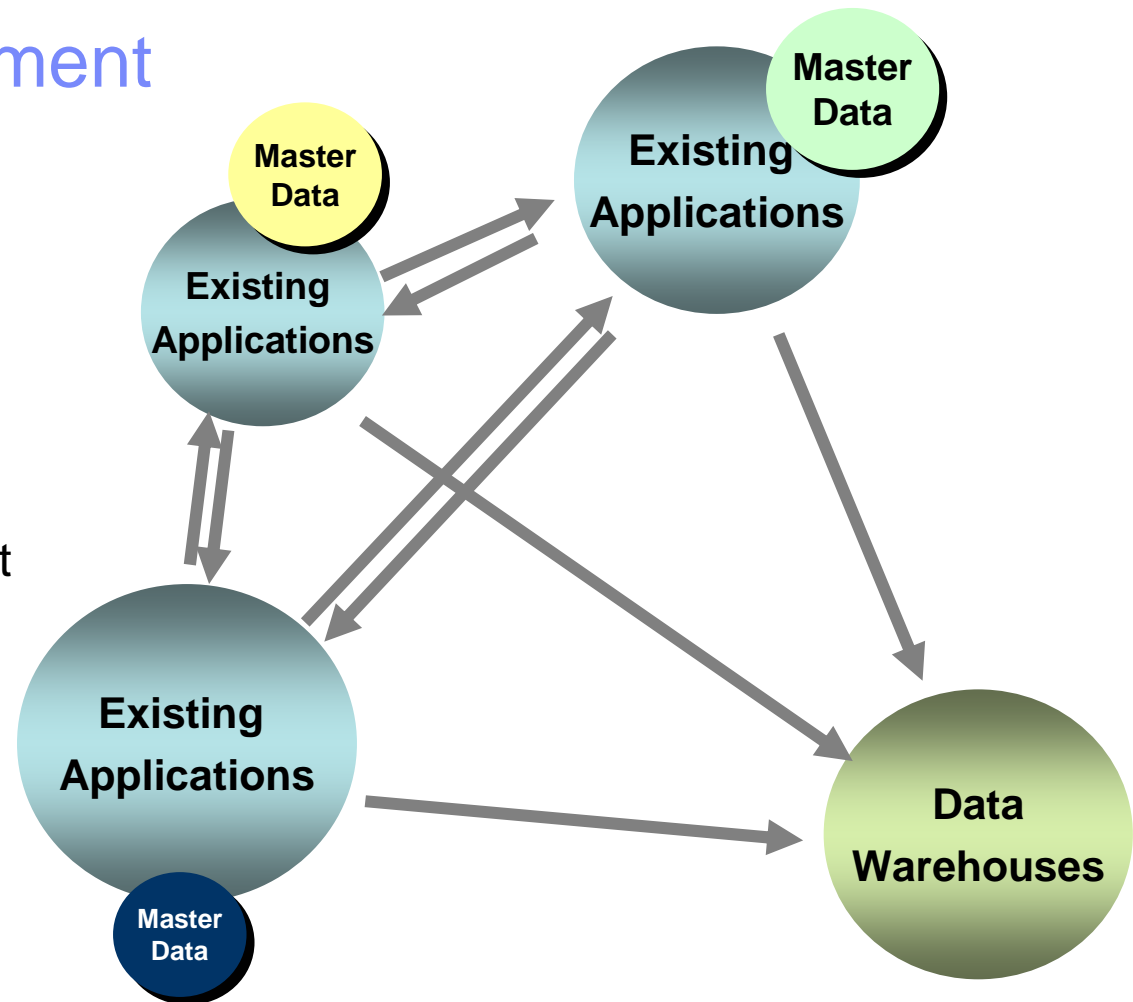 ment
Master
Data
Existing
Applications
Master
Data
Existing
Applications
t
Existing
Applications
Master
Data
Data
Warehouses